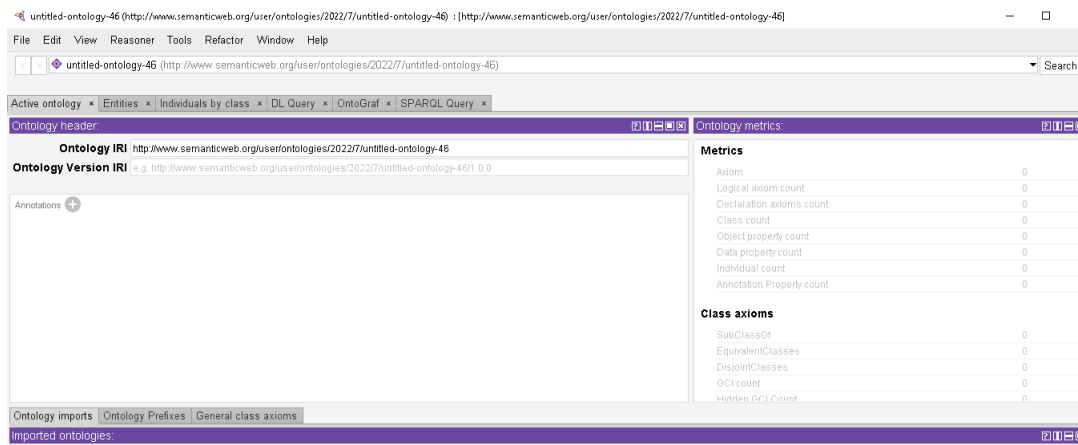 untitled-ontology-46 (http://www.semanticweb.org/user/ontologies/2022/7/untitled-ontology-46) : [http://www.semanticweb.org/user/ontologies/2022/7/untitled-ontology-46]
File Edit View Reasoner Tools Refactor Window Help
< > untitled-ontology-46 (http://www.semanticweb.org/user/ontologies/2022/7/untitled-ontology-46) Search
Active ontology × Entities × Individuals by class × DL Query × OntoGraf × SPARQL Query ×
Ontology header:
Ontology IRI http://www.semanticweb.org/user/ontologies/2022/7/untitled-ontology-46
Ontology Version IRI e.g. http://www.semanticweb.org/user/ontologies/2022/7/untitled-ontology-46/1.0.0
Annotations
Ontology metrics:
Metrics
Axiom 0
Logical axiom count 0
Declaration axioms count 0
Class count 0
Object property count 0
Data property count 0
Individual count 0
Annotation Property count 0
Class axioms
SubClassOf 0
EquivalentClasses 0
DisjointClasses 0
GCI count 0
Hidden GCI Count 0
Ontology imports Ontology Prefixes General class axioms
Imported ontologies: